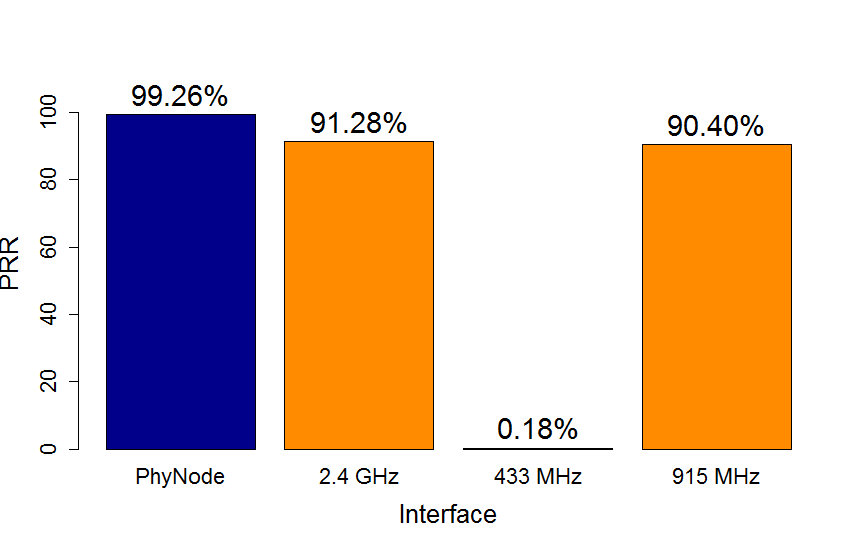 99.26%
91.28%
90.40%
0.18%
PRR
100
80
60
40
20
0
PhyNode
2.4 GHz
433 MHz
915 MHz
Interface